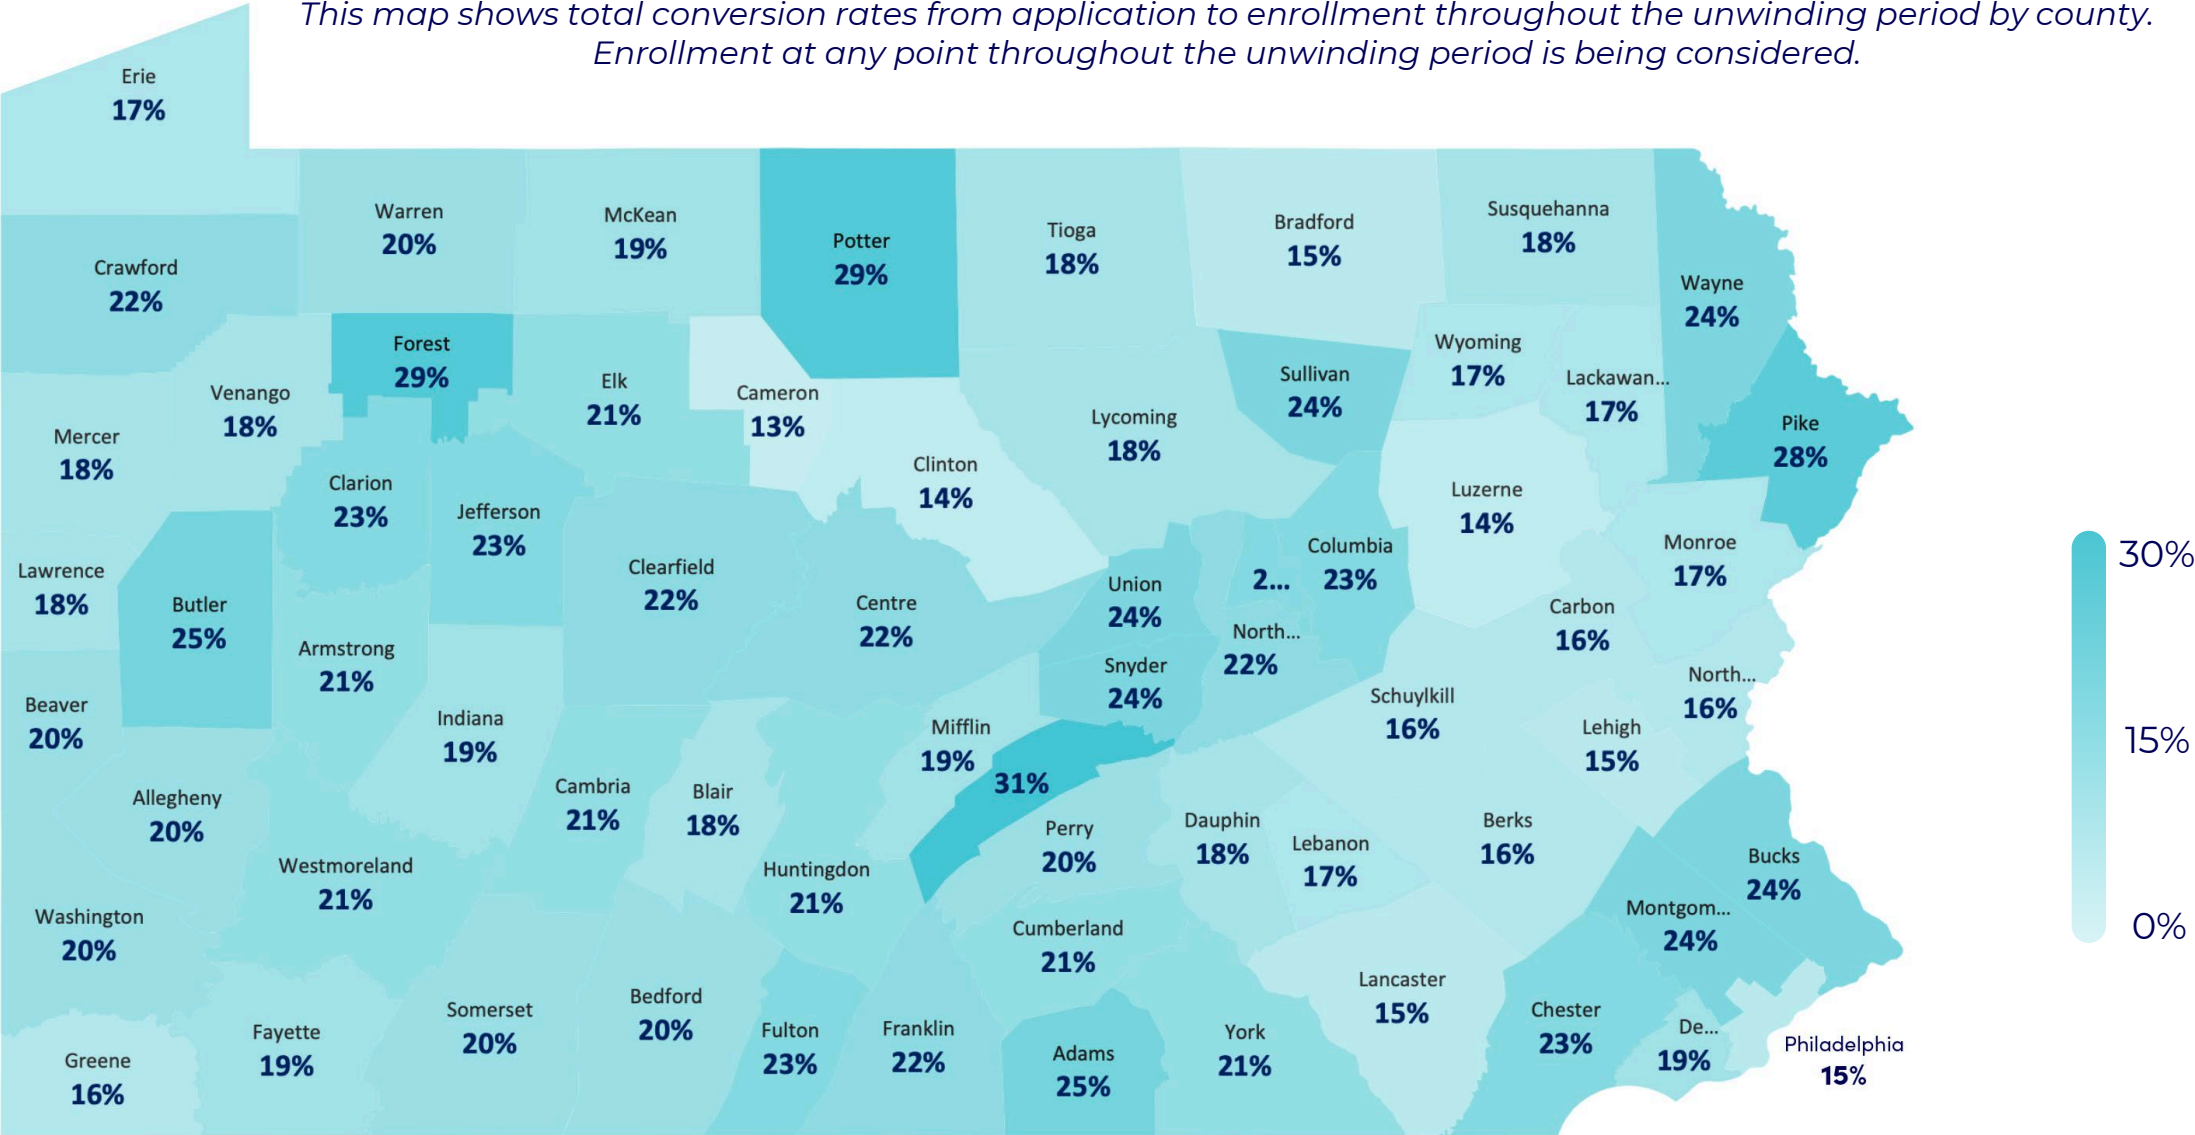 This map shows total conversion rates from application to enrollment throughout the unwinding period by county.
Enrollment at any point throughout the unwinding period is being considered.
Erie
17%
Warren
20%
McKean
19%
Potter
29%
Tioga
18%
Bradford
15%
Susquehanna
18%
Crawford
22%
Wayne
24%
Forest
29%
Venango
18%
Elk
21%
Cameron
13%
Sullivan
24%
Wyoming
17%
Lackawan...
17%
Mercer
18%
Lycoming
18%
Pike
28%
Clarion
23%
Jefferson
23%
Clinton
14%
Luzerne
14%
Lawrence
18%
Butler
25%
Clearfield
22%
Centre
22%
Union
24%
2...
Columbia
23%
Monroe
17%
30%
Armstrong
21%
Snyder
24%
North...
22%
Carbon
16%
Beaver
20%
Indiana
19%
Mifflin
19%
31%
Schuylkill
16%
North...
16%
Lehigh
15%
15%
Allegheny
20%
Cambria
21%
Blair
18%
Perry
20%
Dauphin
18%
Lebanon
17%
Berks
16%
Westmoreland
21%
Huntingdon
21%
Bucks
24%
Washington
20%
Cumberland
21%
Montgom...
24%
0%
Greene
16%
Fayette
19%
Somerset
20%
Bedford
20%
Fulton
23%
Franklin
22%
Adams
25%
York
21%
Lancaster
15%
Chester
23%
De...
19%
Philadelphia
15%